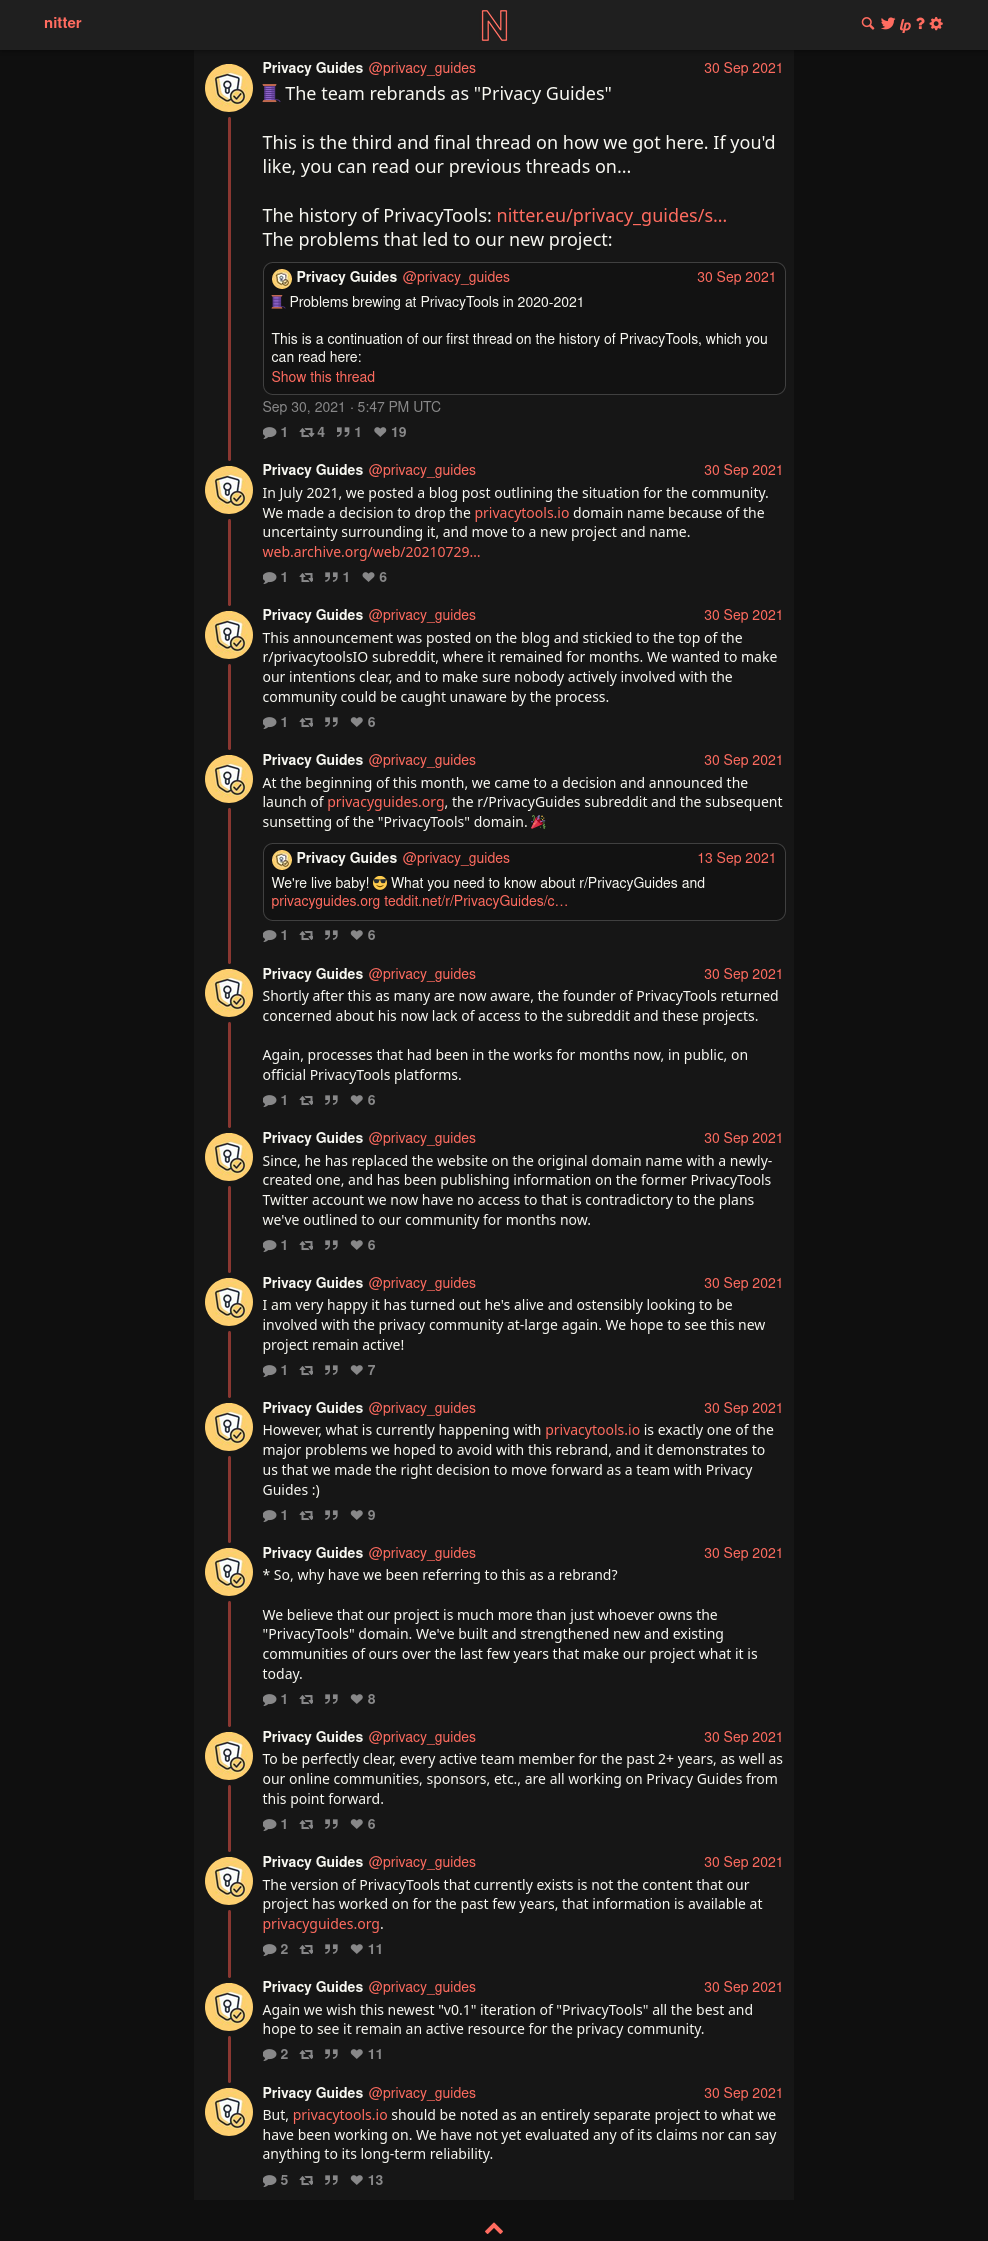 nitter
N
lp ?
Privacy Guides @privacy_guides 30 Sep 2021
🧵 The team rebrands as "Privacy Guides"
This is the third and final thread on how we got here. If you'd
like, you can read our previous threads on…
The history of PrivacyTools: nitter.eu/privacy_guides/s…
The problems that led to our new project:
Privacy Guides @privacy_guides 30 Sep 2021
🧵 Problems brewing at PrivacyTools in 2020-2021
This is a continuation of our first thread on the history of PrivacyTools, which you
can read here:
Show this thread
Sep 30, 2021 · 5:47 PM UTC
1 4 1 19
Privacy Guides @privacy_guides 30 Sep 2021
In July 2021, we posted a blog post outlining the situation for the community.
We made a decision to drop the privacytools.io domain name because of the
uncertainty surrounding it, and move to a new project and name.
web.archive.org/web/20210729…
1 1 6
Privacy Guides @privacy_guides 30 Sep 2021
This announcement was posted on the blog and stickied to the top of the
r/privacytoolsIO subreddit, where it remained for months. We wanted to make
our intentions clear, and to make sure nobody actively involved with the
community could be caught unaware by the process.
1 6
Privacy Guides @privacy_guides 30 Sep 2021
At the beginning of this month, we came to a decision and announced the
launch of privacyguides.org, the r/PrivacyGuides subreddit and the subsequent
sunsetting of the "PrivacyTools" domain. 🎉
Privacy Guides @privacy_guides 13 Sep 2021
We're live baby! 😎 What you need to know about r/PrivacyGuides and
privacyguides.org teddit.net/r/PrivacyGuides/c…
1 6
Privacy Guides @privacy_guides 30 Sep 2021
Shortly after this as many are now aware, the founder of PrivacyTools returned
concerned about his now lack of access to the subreddit and these projects.
Again, processes that had been in the works for months now, in public, on
official PrivacyTools platforms.
1 6
Privacy Guides @privacy_guides 30 Sep 2021
Since, he has replaced the website on the original domain name with a newly-
created one, and has been publishing information on the former PrivacyTools
Twitter account we now have no access to that is contradictory to the plans
we've outlined to our community for months now.
1 6
Privacy Guides @privacy_guides 30 Sep 2021
I am very happy it has turned out he's alive and ostensibly looking to be
involved with the privacy community at-large again. We hope to see this new
project remain active!
1 7
Privacy Guides @privacy_guides 30 Sep 2021
However, what is currently happening with privacytools.io is exactly one of the
major problems we hoped to avoid with this rebrand, and it demonstrates to
us that we made the right decision to move forward as a team with Privacy
Guides :)
1 9
Privacy Guides @privacy_guides 30 Sep 2021
* So, why have we been referring to this as a rebrand?
We believe that our project is much more than just whoever owns the
"PrivacyTools" domain. We've built and strengthened new and existing
communities of ours over the last few years that make our project what it is
today.
1 8
Privacy Guides @privacy_guides 30 Sep 2021
To be perfectly clear, every active team member for the past 2+ years, as well as
our online communities, sponsors, etc., are all working on Privacy Guides from
this point forward.
1 6
Privacy Guides @privacy_guides 30 Sep 2021
The version of PrivacyTools that currently exists is not the content that our
project has worked on for the past few years, that information is available at
privacyguides.org.
2 11
Privacy Guides @privacy_guides 30 Sep 2021
Again we wish this newest "v0.1" iteration of "PrivacyTools" all the best and
hope to see it remain an active resource for the privacy community.
2 11
Privacy Guides @privacy_guides 30 Sep 2021
But, privacytools.io should be noted as an entirely separate project to what we
have been working on. We have not yet evaluated any of its claims nor can say
anything to its long-term reliability.
5 13